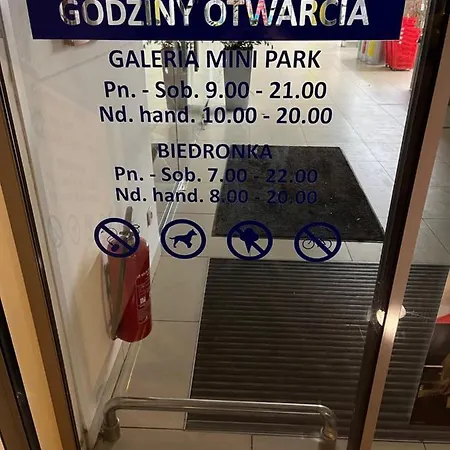 GODZINY OTWARCIA
GALERIA MINI PARK
Pn. - Sob. 9.00 - 21.00
Nd. hand. 10.00 - 20.00
BIEDRONKA
Pn. - Sob. 7.00 - 22.00
Nd. hand. 8.00 - 20.00